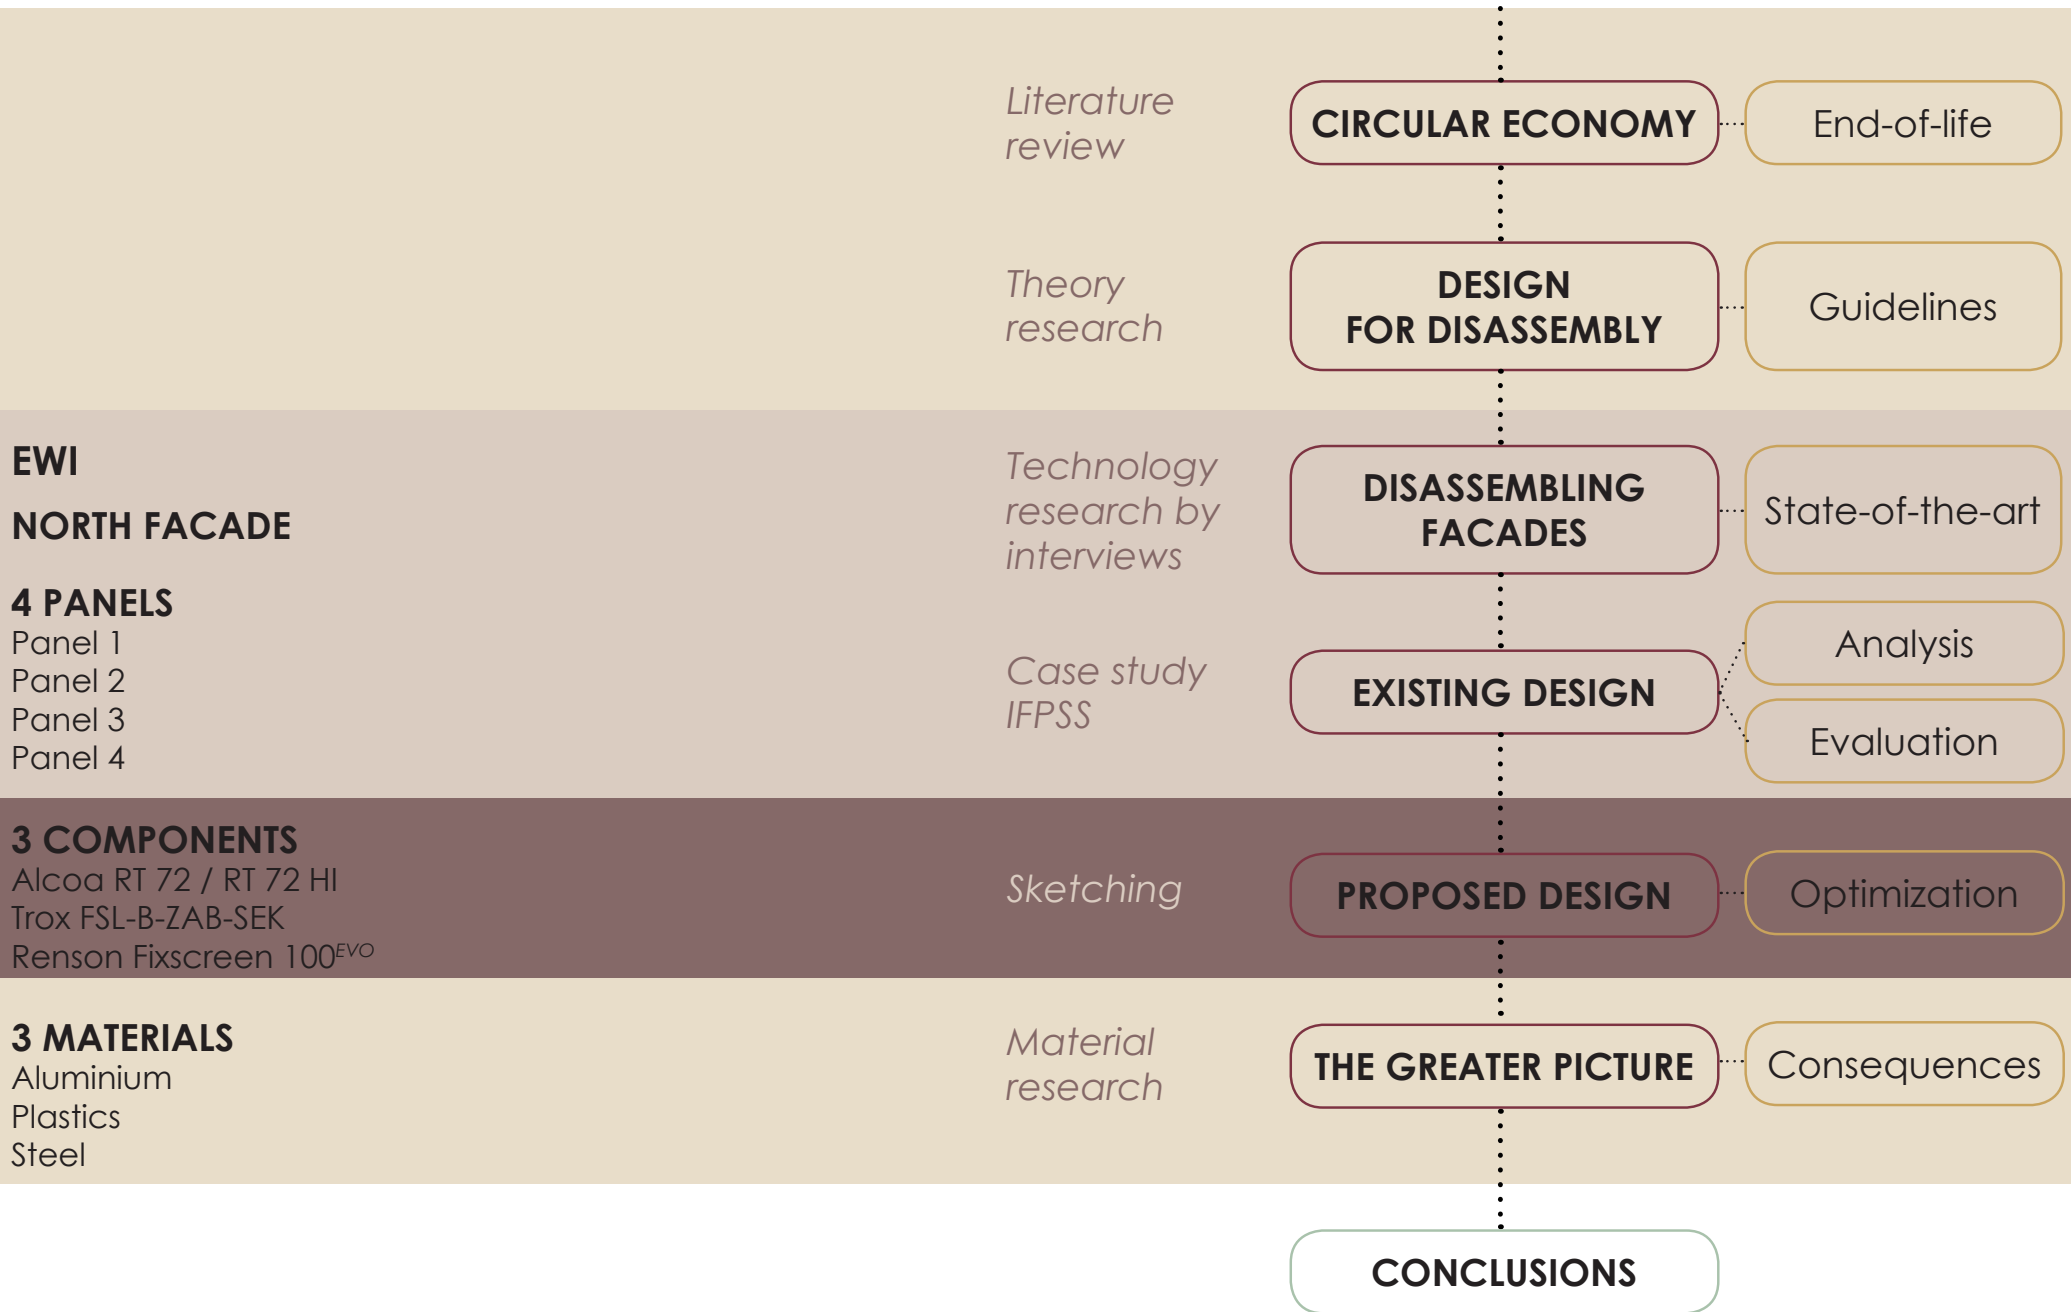 Literature
review
CIRCULAR ECONOMY
End-of-life
Theory
research
DESIGN
FOR DISASSEMBLY
Guidelines
EWI
NORTH FACADE
4 PANELS
Panel 1
Panel 2
Panel 3
Panel 4
Technology
research by
interviews
DISASSEMBLING
FACADES
State-of-the-art
Case study
IFPSS
EXISTING DESIGN
Analysis
Evaluation
3 COMPONENTS
Alcoa RT 72 / RT 72 HI
Trox FSL-B-ZAB-SEK
Renson Fixscreen 100EVO
Sketching
PROPOSED DESIGN
Optimization
3 MATERIALS
Aluminium
Plastics
Steel
Material
research
THE GREATER PICTURE
Consequences
CONCLUSIONS